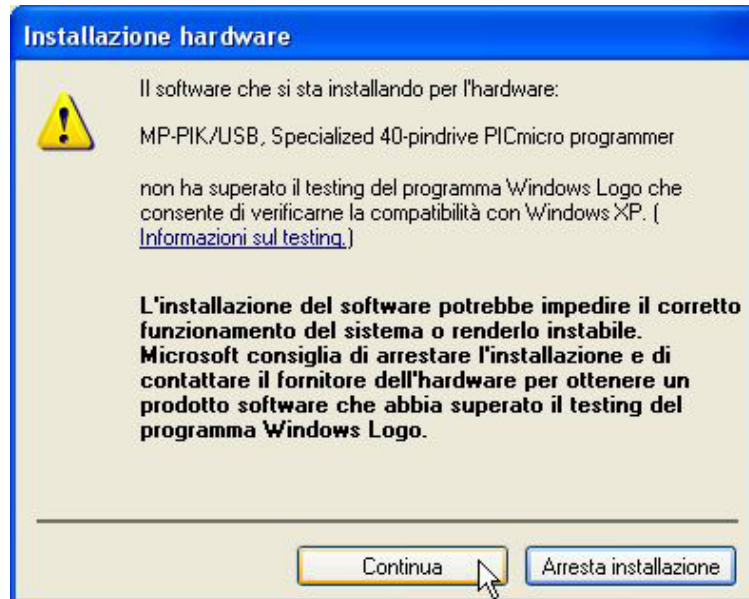 Installazione hardware
Il software che si sta installando per l'hardware:
MP-PIK/USB, Specialized 40-pindrive PICmicro programmer
non ha superato il testing del programma Windows Logo che
consente di verificarne la compatibilità con Windows XP. (
Informazioni sul testing.)
L'installazione del software potrebbe impedire il corretto
funzionamento del sistema o renderlo instabile.
Microsoft consiglia di arrestare l'installazione e di
contattare il fornitore dell'hardware per ottenere un
prodotto software che abbia superato il testing del
programma Windows Logo.
Continua
Arresta installazione